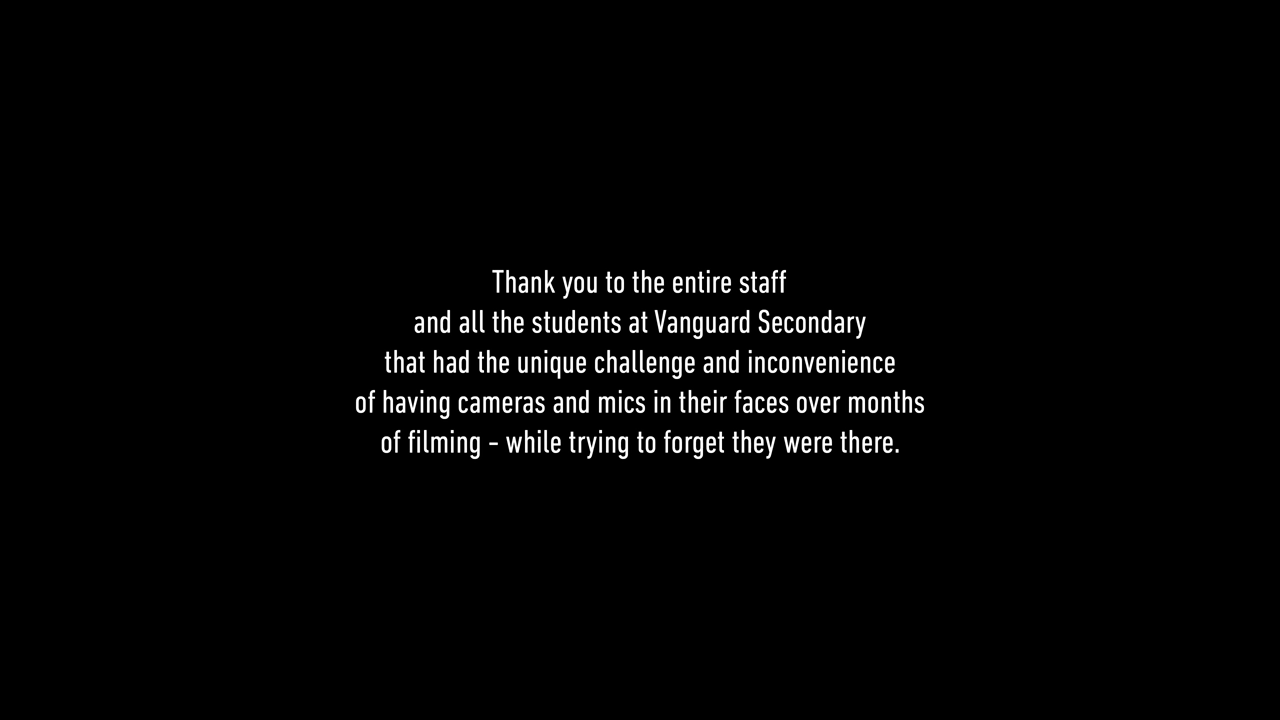 Thank you to the entire staff
and all the students at Vanguard Secondary
that had the unique challenge and inconvenience
of having cameras and mics in their faces over months
of filming - while trying to forget they were there.